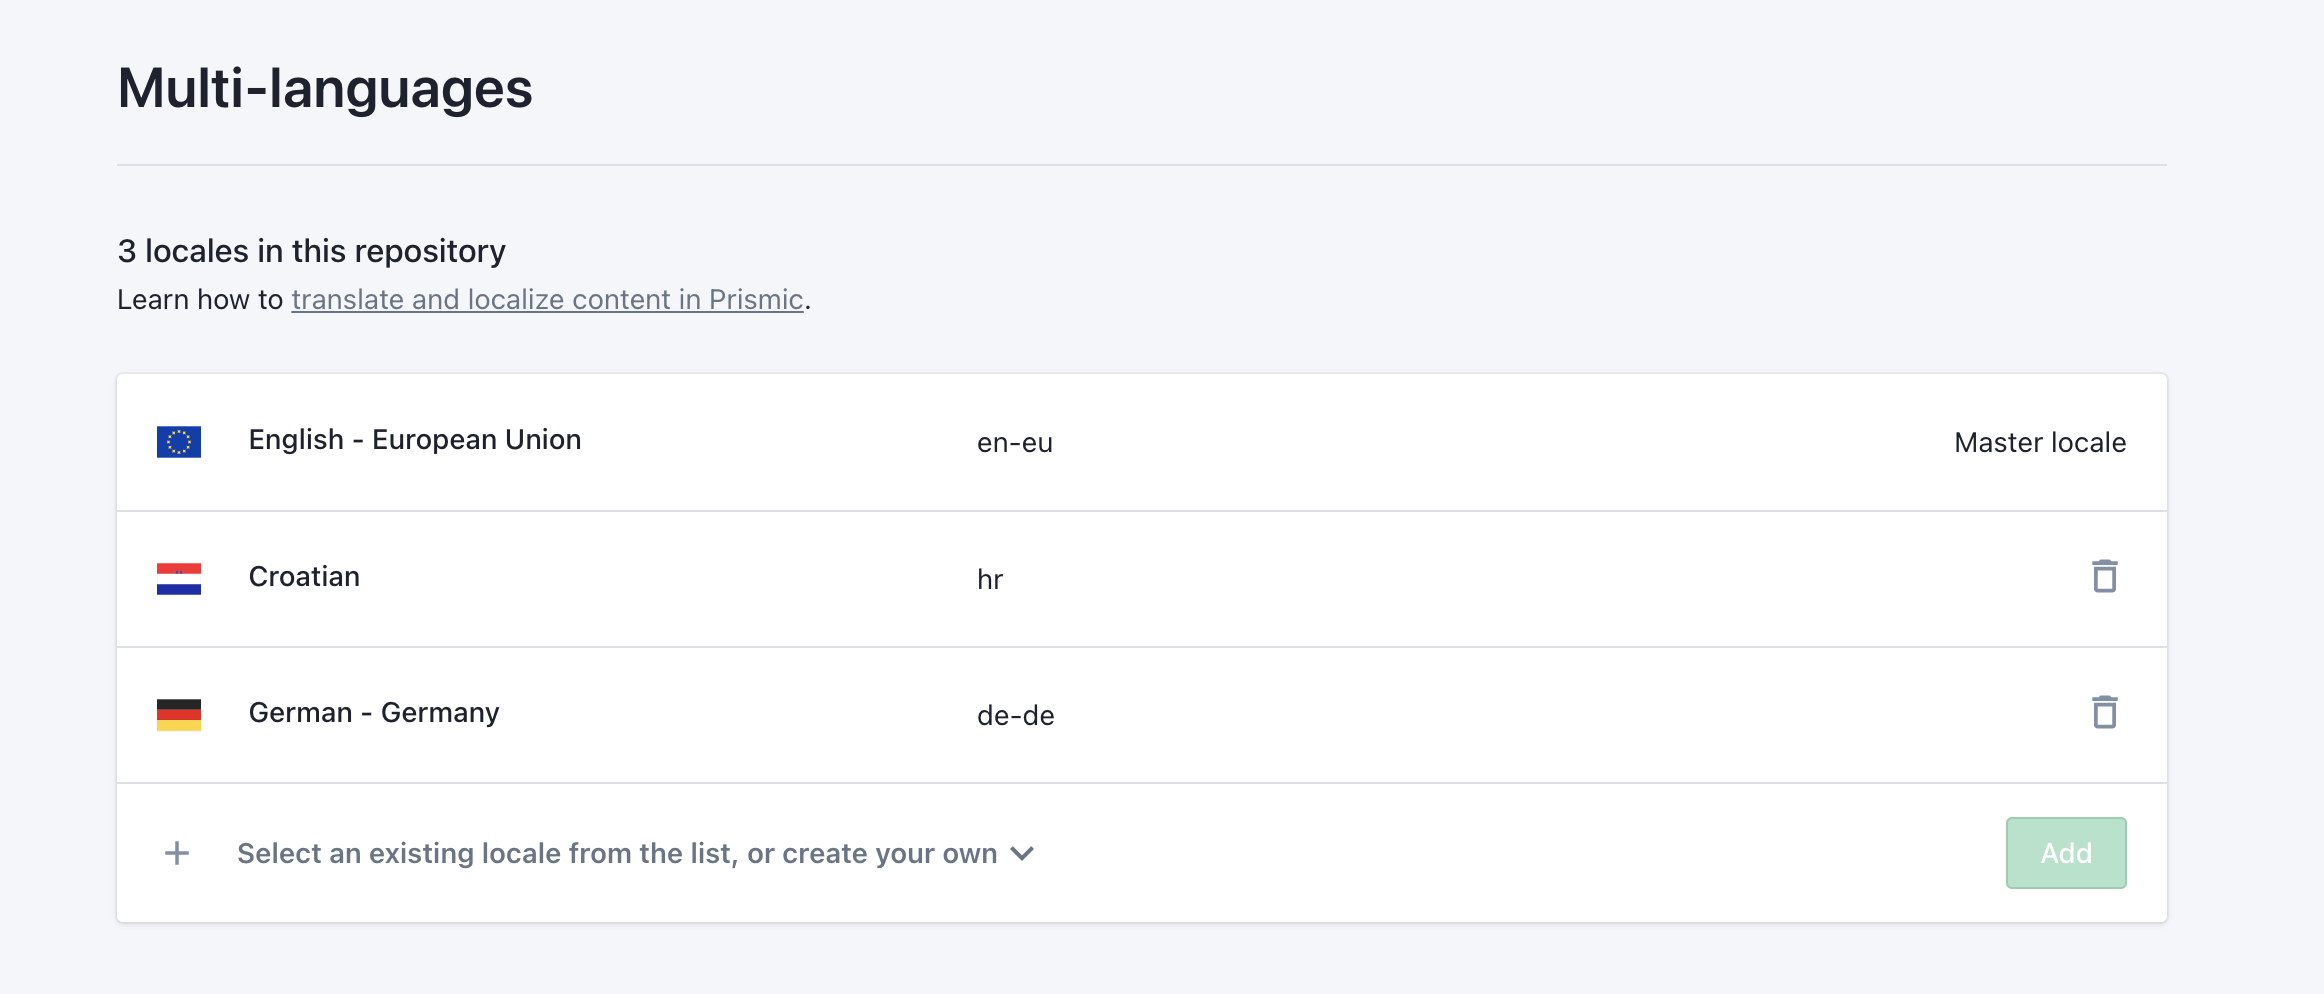 Multi-languages
3 locales in this repository
Learn how to translate and localize content in Prismic.
English - European Union en-eu Master locale
Croatian hr
German - Germany de-de
Select an existing locale from the list, or create your own Add